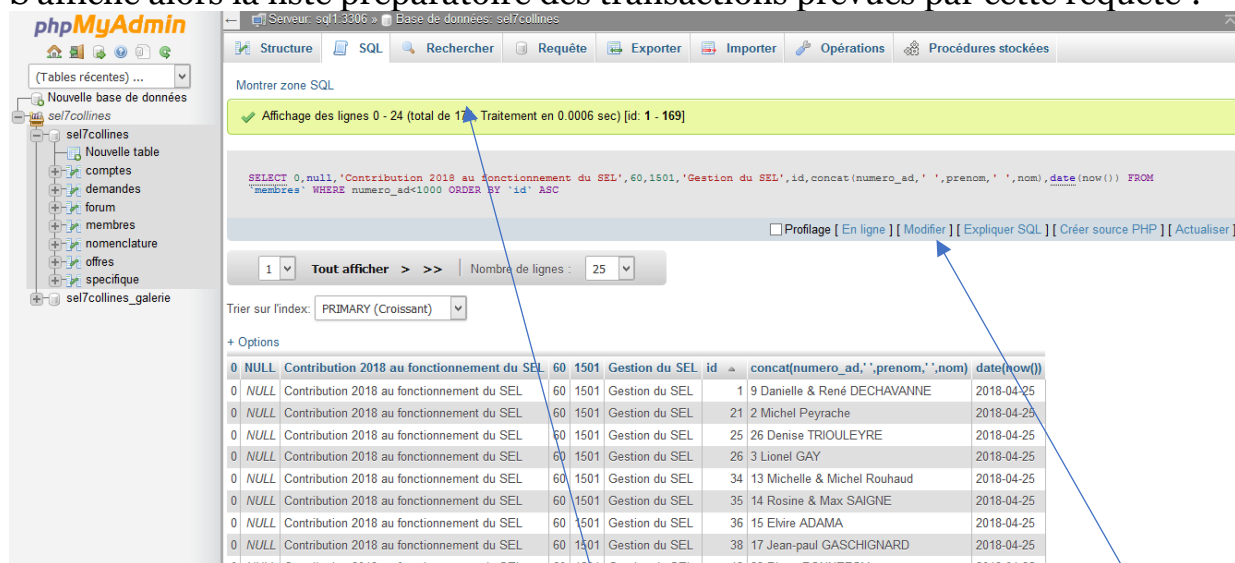 S'affiche alors la liste préparatoire des transactions prévues par cette requête :
phpMyAdmin
(Tables récentes) ...
Nouvelle base de données
sel7collines
sel7collines
Nouvelle table
comptes
demandes
forum
membres
nomenclature
offres
specifique
sel7collines_galerie
Serveur: sql1:3306 » Base de données: sel7collines
Structure SQL Rechercher Requête Exporter Importer Opérations Procédures stockées
Montrer zone SQL
Affichage des lignes 0 - 24 (total de Traitement en 0.0006 sec) [id: 1 - 169]
SELECT 0,null,'Contribution 2018 au fonctionnement du SEL',60,1501,'Gestion du SEL',id,concat(numero_ad,' ',prenom,' ',nom),date(now()) FROM
`membres` WHERE numero_ad<1000 ORDER BY `id` ASC
Profilage [ En ligne ] [ Modifier ] [ Expliquer SQL ] [ Créer source PHP ] [ Actualiser ]
1 Tout afficher > >> Nombre de lignes : 25
Trier sur l'index: PRIMARY (Croissant)
+ Options
0 NULL Contribution 2018 au fonctionnement du SEL 60 1501 Gestion du SEL id concat(numero_ad,' ',prenom,' ',nom) date(now())
0 NULL Contribution 2018 au fonctionnement du SEL 60 1501 Gestion du SEL 1 9 Danielle & René DECHAVANNE 2018-04-25
0 NULL Contribution 2018 au fonctionnement du SEL 60 1501 Gestion du SEL 21 2 Michel Peyrache 2018-04-25
0 NULL Contribution 2018 au fonctionnement du SEL 60 1501 Gestion du SEL 25 26 Denise TRIOULEYRE 2018-04-25
0 NULL Contribution 2018 au fonctionnement du SEL 60 1501 Gestion du SEL 26 3 Lionel GAY 2018-04-25
0 NULL Contribution 2018 au fonctionnement du SEL 60 1501 Gestion du SEL 34 13 Michelle & Michel Rouhaud 2018-04-25
0 NULL Contribution 2018 au fonctionnement du SEL 60 1501 Gestion du SEL 35 14 Rosine & Max SAIGNE 2018-04-25
0 NULL Contribution 2018 au fonctionnement du SEL 60 1501 Gestion du SEL 36 15 Elvire ADAMA 2018-04-25
0 NULL Contribution 2018 au fonctionnement du SEL 60 1501 Gestion du SEL 38 17 Jean-paul GASCHIGNARD 2018-04-25